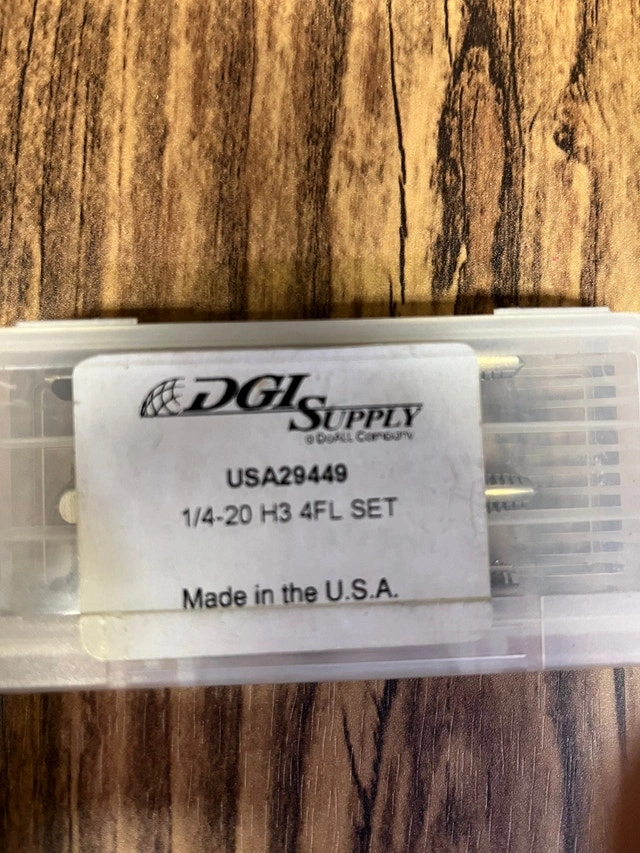 DGI
SUPPLY
a DoALL Company
USA29449
1/4-20 H3 4FL SET
Made in the U.S.A.